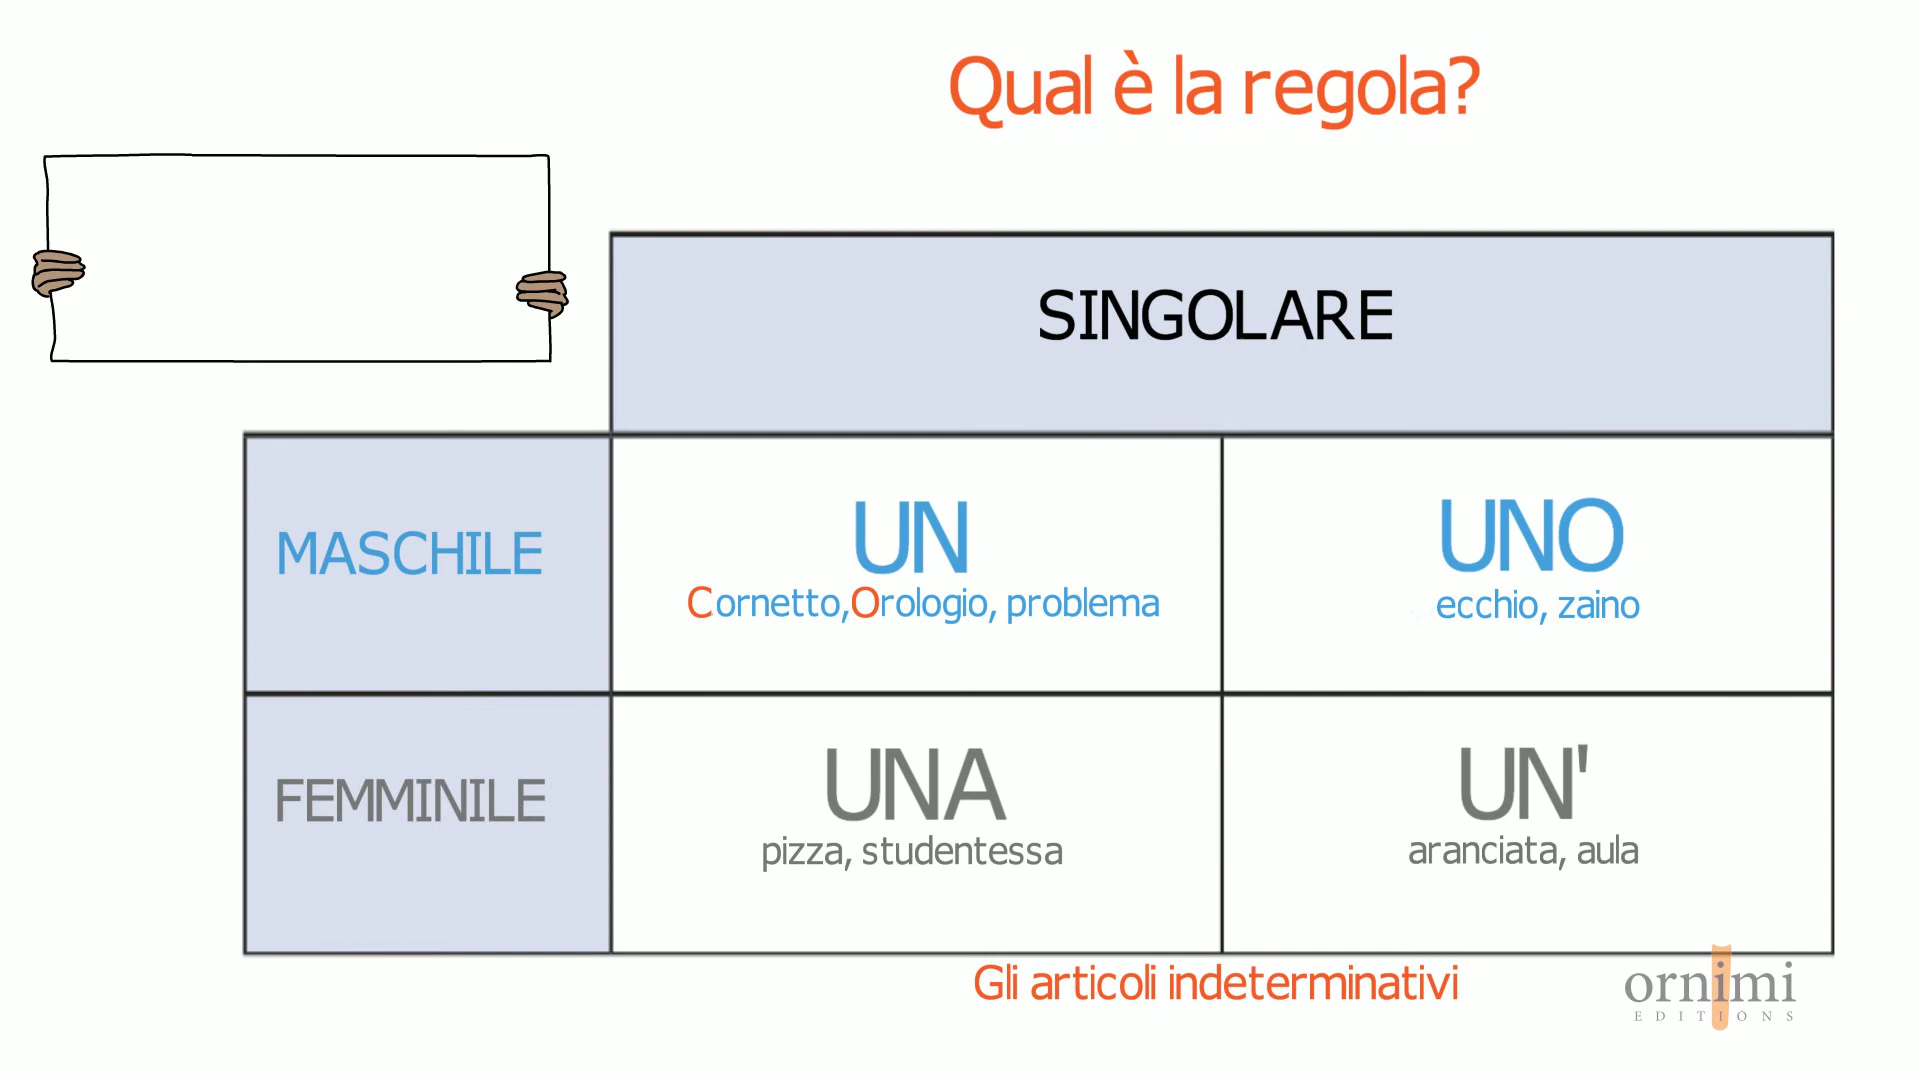 Qual è la regola?
SINGOLARE
MASCHILE
UN
Cornetto,Orologio, problema
UNO
ecchio, zaino
FEMMINILE
UNA
pizza, studentessa
UN'
aranciata, aula
Gli articoli indeterminativi
ornimi
EDITIONS